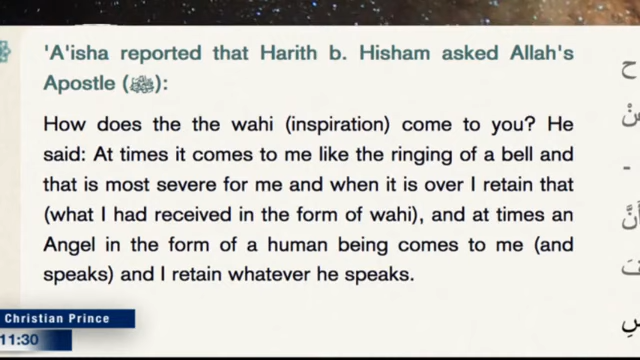 'A'isha reported that Harith b. Hisham asked Allah's
Apostle (ﷺ):
How does the the wahi (inspiration) come to you? He
said: At times it comes to me like the ringing of a bell and
that is most severe for me and when it is over I retain that
(what I had received in the form of wahi), and at times an
Angel in the form of a human being comes to me (and
speaks) and I retain whatever he speaks.
Christian Prince
11:30